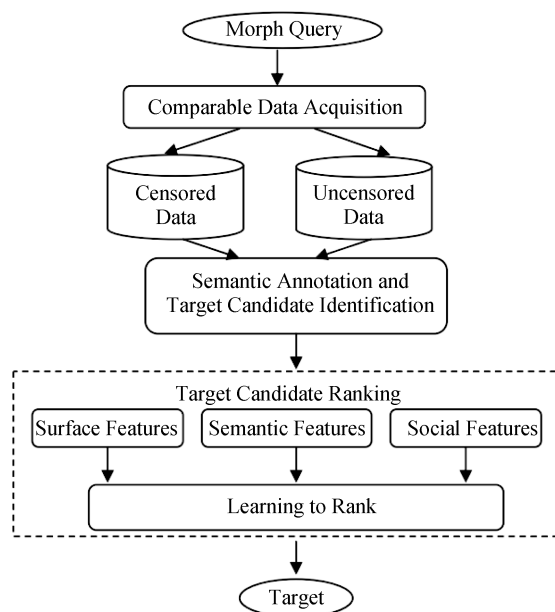 Morph Query
Comparable Data Acquisition
Censored
Data
Uncensored
Data
Semantic Annotation and
Target Candidate Identification
Target Candidate Ranking
Surface Features
Semantic Features
Social Features
Learning to Rank
Target